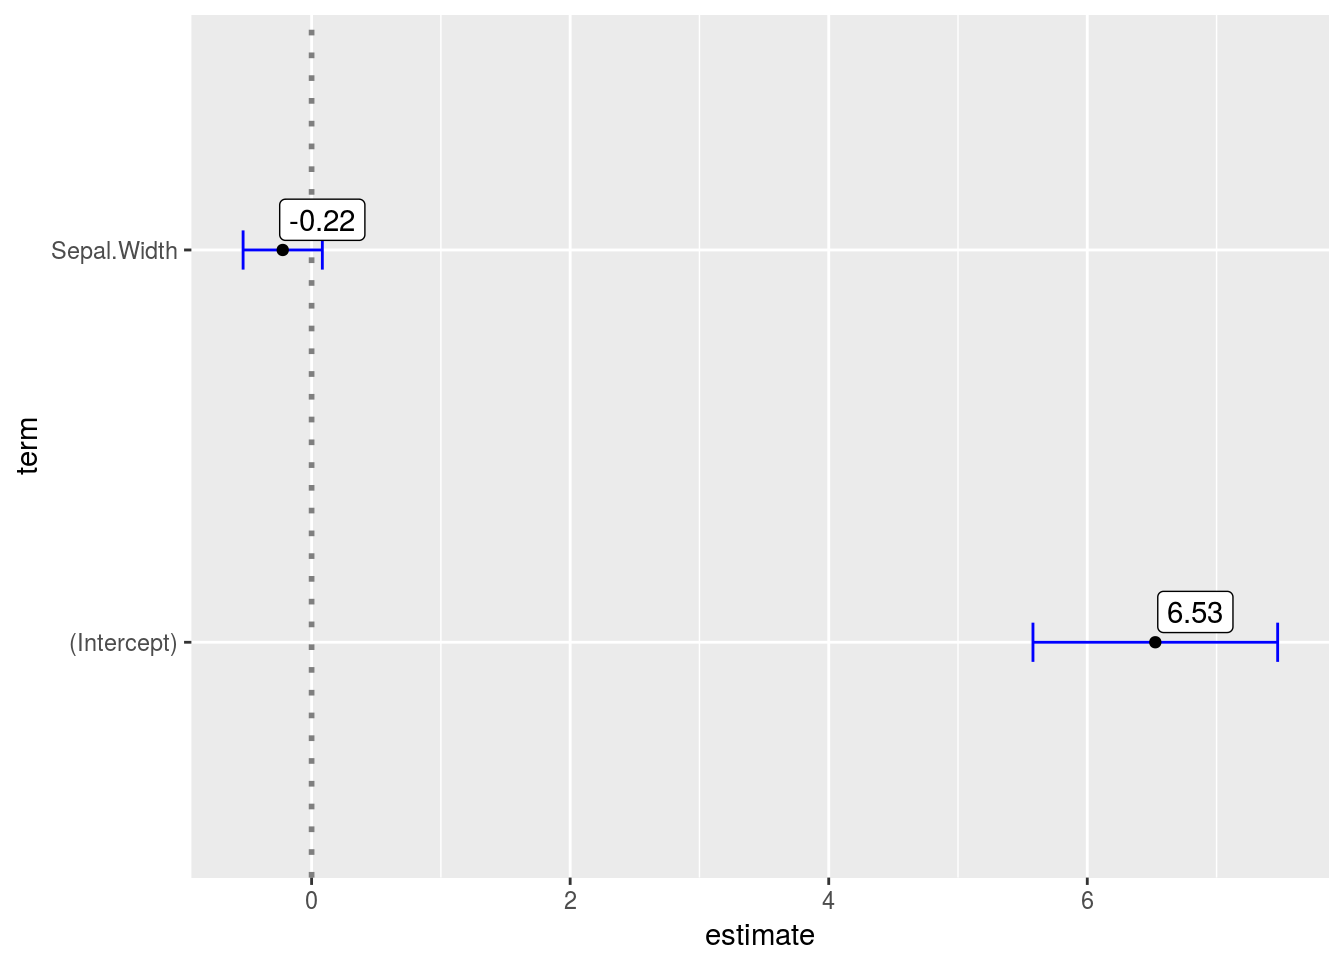 -0.22
Sepal.Width
term
6.53
(Intercept)
0 2 4 6
estimate